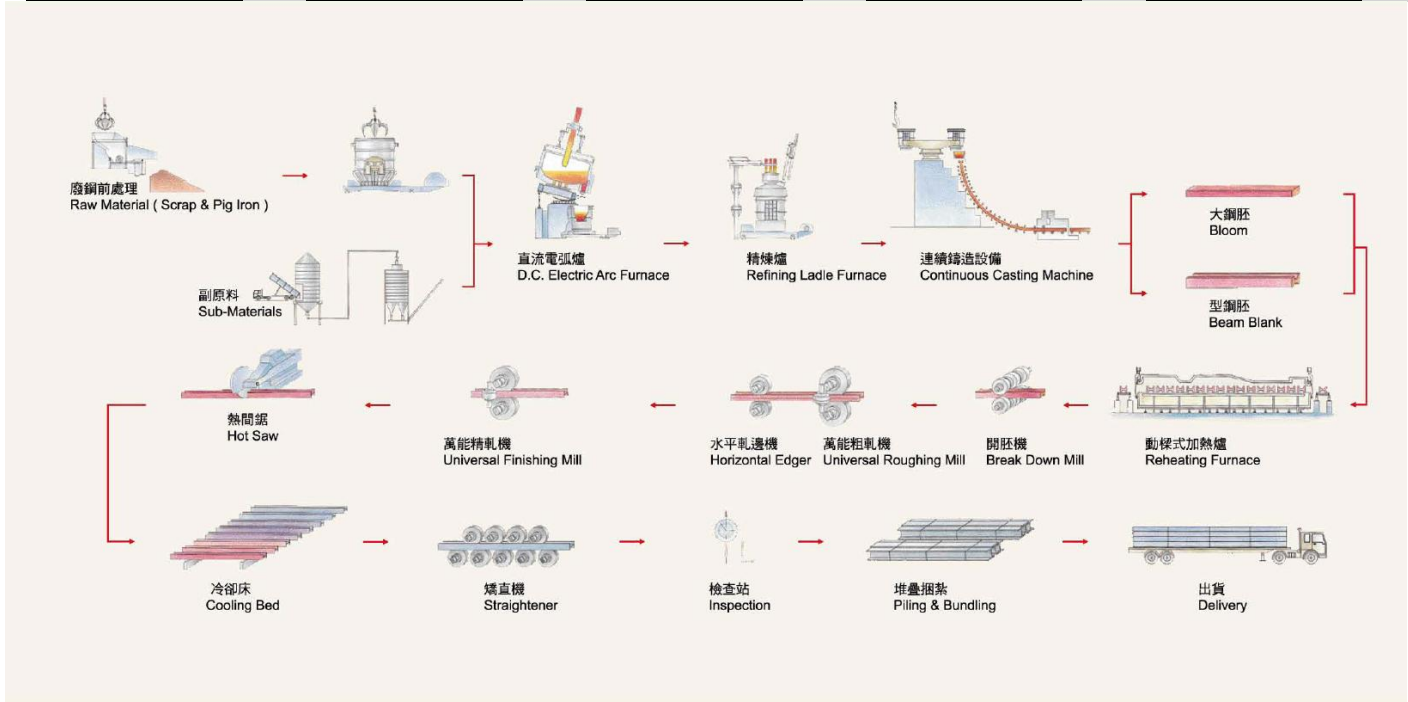 廢鋼前處理
Raw Material ( Scrap & Pig Iron )
副原料
Sub-Materials
直流電弧爐
D.C. Electric Arc Furnace
精煉爐
Refining Ladle Furnace
連續鑄造設備
Continuous Casting Machine
大鋼胚
Bloom
型鋼胚
Beam Blank
動樑式加熱爐
Reheating Furnace
開胚機
Break Down Mill
萬能粗軋機
Universal Roughing Mill
水平軋邊機
Horizontal Edger
萬能精軋機
Universal Finishing Mill
熱間鋸
Hot Saw
冷卻床
Cooling Bed
矯直機
Straightener
檢查站
Inspection
堆疊捆紮
Piling & Bundling
出貨
Delivery